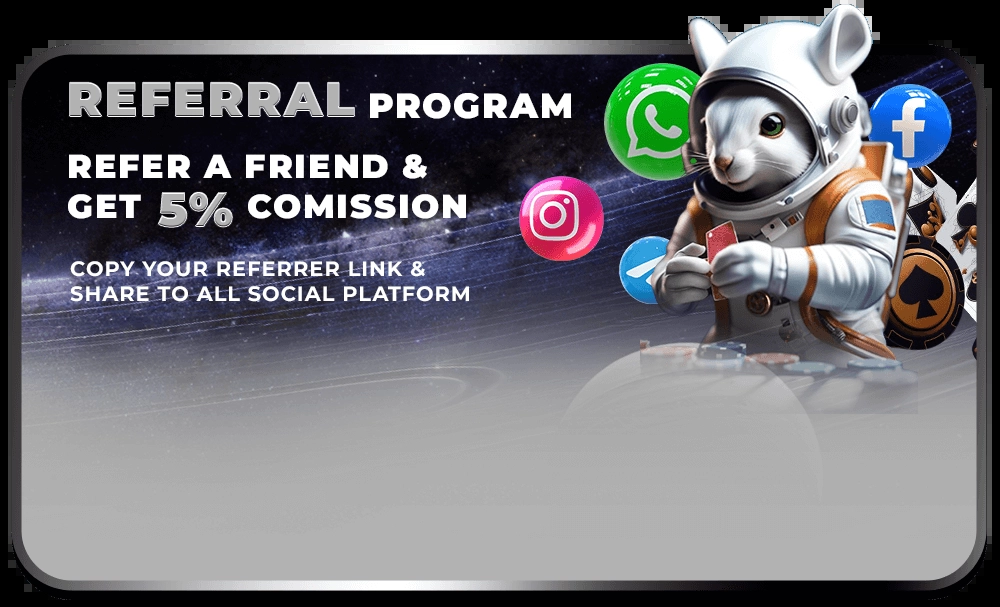 REFERRAL PROGRAM
REFER A FRIEND &
GET 5% COMISSION
COPY YOUR REFERRER LINK &
SHARE TO ALL SOCIAL PLATFORM